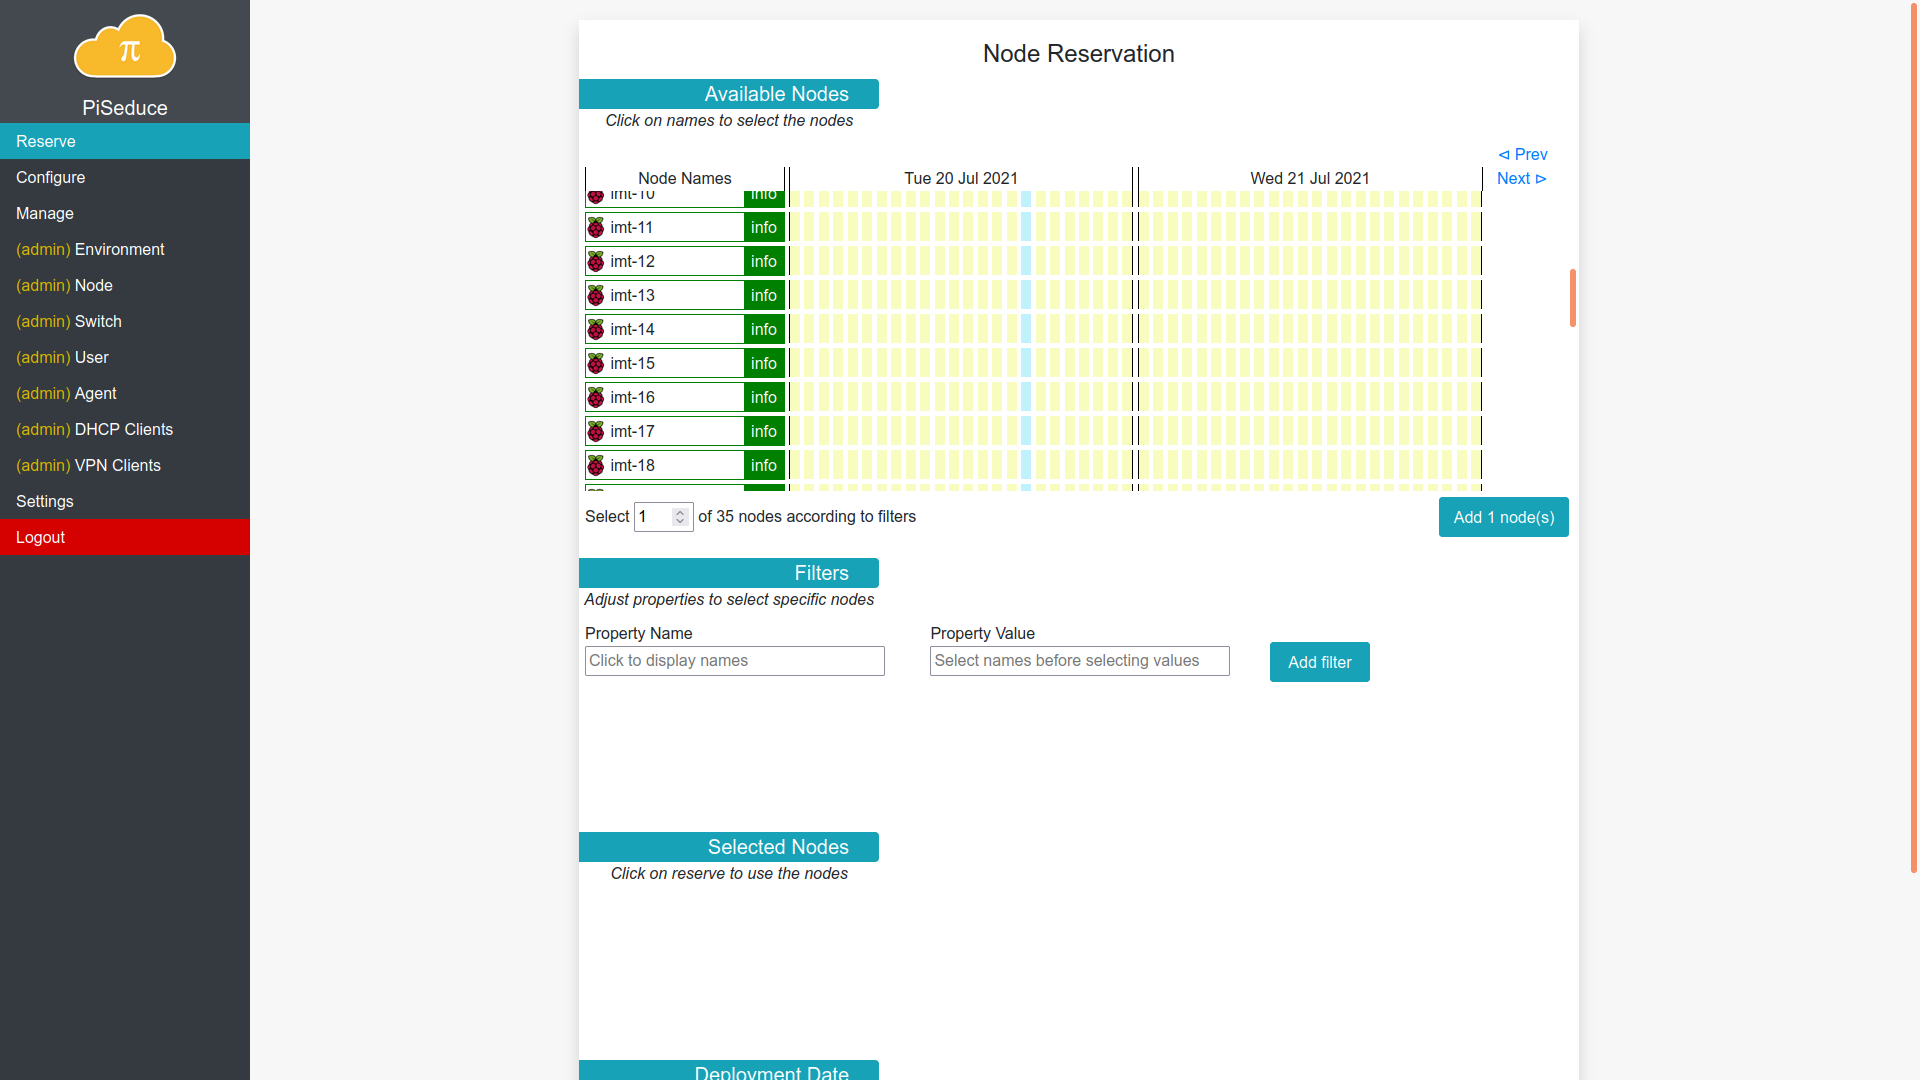 π
PiSeduce
Reserve
Configure
Manage
(admin) Environment
(admin) Node
(admin) Switch
(admin) User
(admin) Agent
(admin) DHCP Clients
(admin) VPN Clients
Settings
Logout
Node Reservation
Available Nodes
Click on names to select the nodes
⊲ Prev
Node Names Tue 20 Jul 2021 Wed 21 Jul 2021 Next ⊳
imt-10 info
imt-11 info
imt-12 info
imt-13 info
imt-14 info
imt-15 info
imt-16 info
imt-17 info
imt-18 info
Select 1 of 35 nodes according to filters Add 1 node(s)
Filters
Adjust properties to select specific nodes
Property Name Property Value
Click to display names Select names before selecting values Add filter
Selected Nodes
Click on reserve to use the nodes
Deployment Date